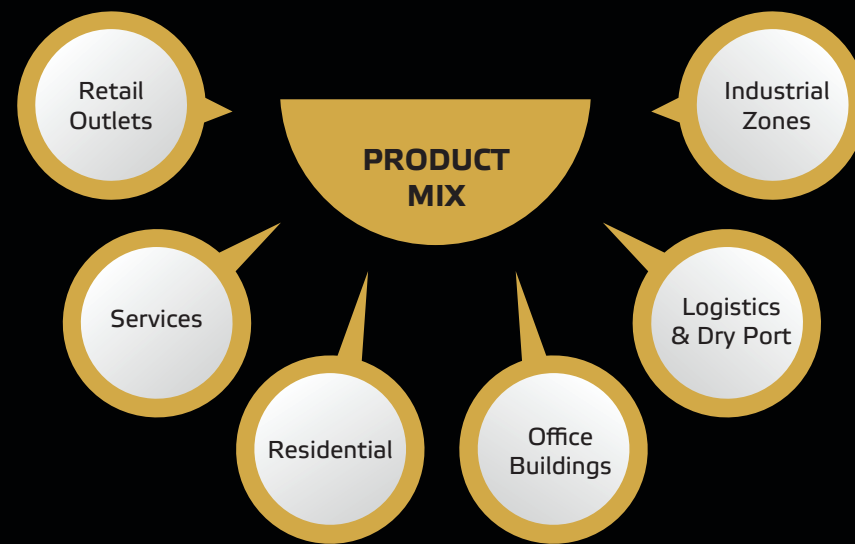 Retail
Outlets
Industrial
Zones
PRODUCT
MIX
Services
Logistics
& Dry Port
Residential
Office
Buildings